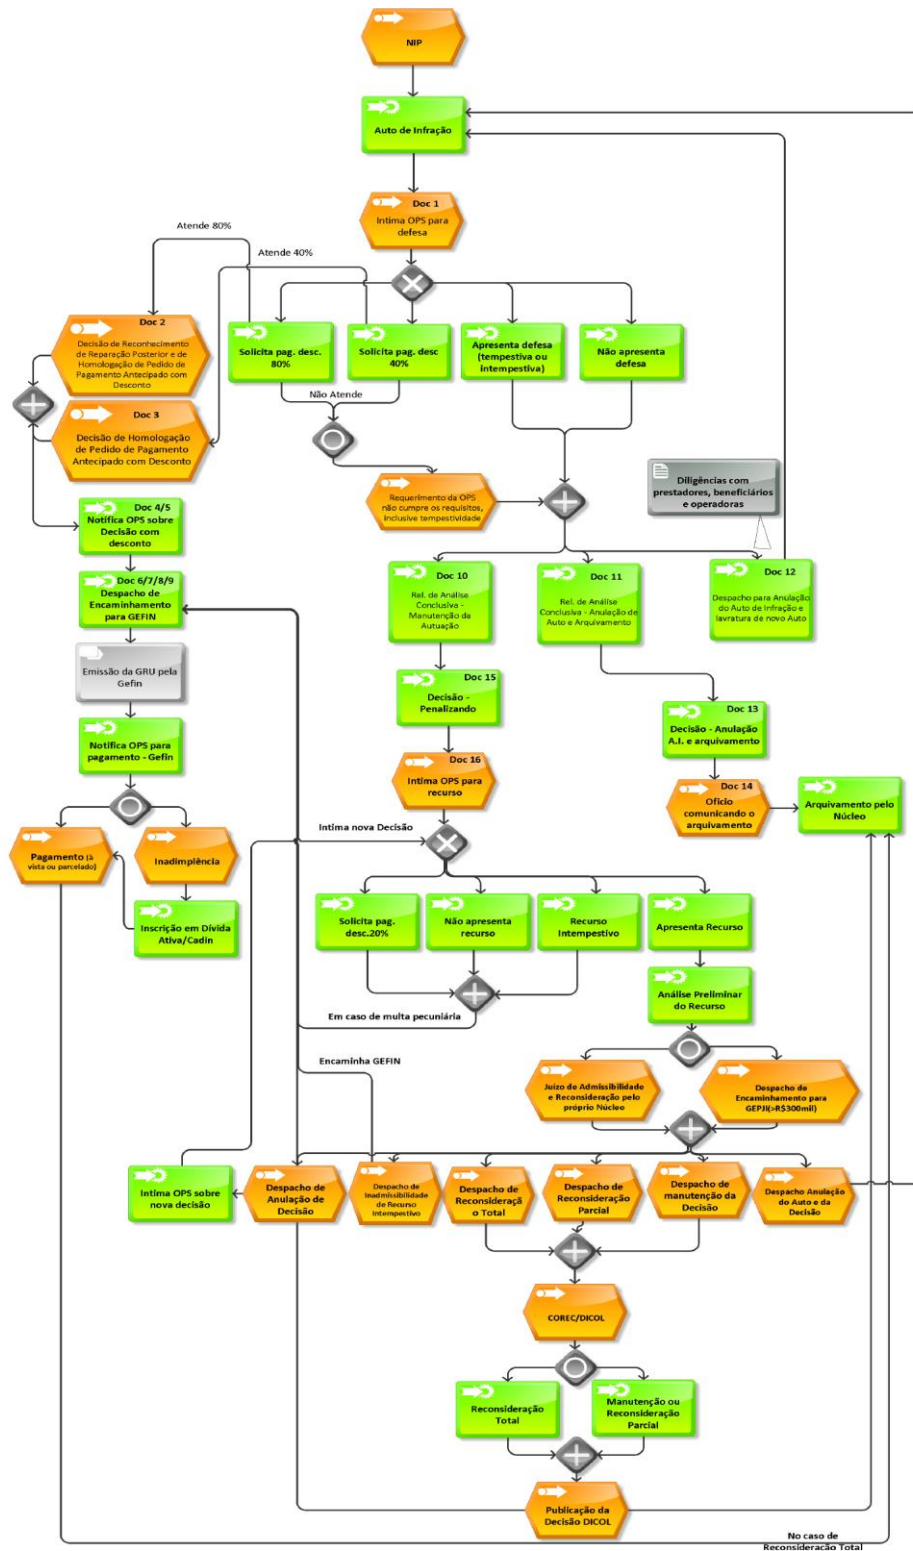 NIP
Auto de Infração
Doc 1
Intima OPS para
defesa
Atende 80%
Atende 40%
Doc 2
Decisão de Reconhecimento
de Reparação Posterior e de
Homologação de Pedido de
Pagamento Antecipado com
Desconto
Solicita pag. desc.
80%
Solicita pag. desc
40%
Apresenta defesa
(tempestiva ou
intempestiva)
Não apresenta
defesa
Não Atende
Doc 3
Decisão de Homologação
de Pedido de Pagamento
Antecipado com Desconto
Requerimento da OPS
não cumpre os requisitos,
inclusive tempestividade
Diligências com
prestadores, beneficiários
e operadoras
Doc 4/5
Notifica OPS sobre
Decisão com
desconto
Doc 6/7/8/9
Despacho de
Encaminhamento
para GEFIN
Doc 10
Rel. de Análise
Conclusiva -
Manutenção da
Autuação
Doc 11
Rel. de Análise
Conclusiva - Anulação de
Auto e Arquivamento
Doc 12
Despacho para Anulação
do Auto de Infração e
lavratura de novo Auto
Emissão da GRU pela
Gefin
Doc 15
Decisão -
Penalizando
Doc 13
Decisão - Anulação
A.I. e arquivamento
Notifica OPS para
pagamento - Gefin
Doc 16
Intima OPS para
recurso
Doc 14
Oficio
comunicando o
arquivamento
Arquivamento pelo
Núcleo
Intima nova Decisão
Pagamento (à
vista ou parcelado)
Inadimplência
Inscrição em Dívida
Ativa/Cadin
Solicita pag.
desc.20%
Não apresenta
recurso
Recurso
Intempestivo
Apresenta Recurso
Análise Preliminar
do Recurso
Em caso de multa pecuniária
Encaminha GEFIN
Juizo de Admissibilidade
e Reconsideração pelo
próprio Núcleo
Despacho de
Encaminhamento para
GEPJI(>R$300mil)
Intima OPS sobre
nova decisão
Despacho de
Anulação de
Decisão
Despacho de
Inadmissibilidade
de Recurso
Intempestivo
Despacho de
Reconsideraçã
o Total
Despacho de
Reconsideração
Parcial
Despacho de
manutenção da
Decisão
Despacho Anulação
do Auto e da
Decisão
COREC/DICOL
Reconsideração
Total
Manutenção ou
Reconsideração
Parcial
Publicação da
Decisão DICOL
No caso de
Reconsideração Total